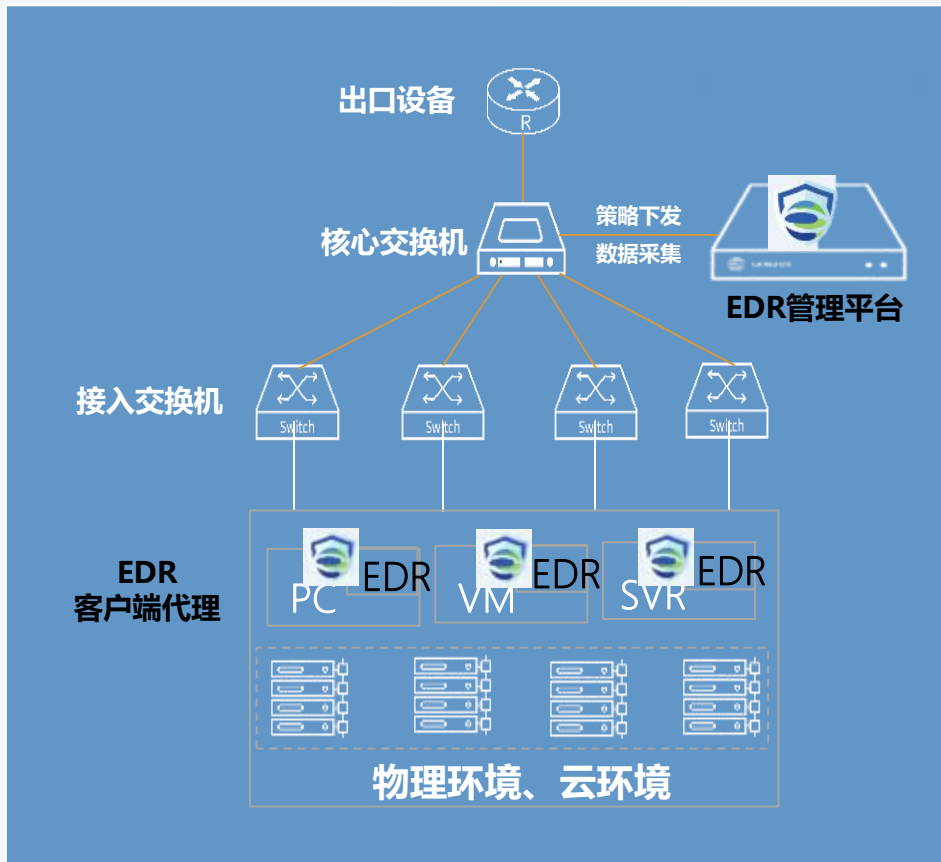 出口设备
R
核心交换机
策略下发
数据采集
EDR管理平台
接入交换机
Switch
Switch
Switch
Switch
EDR
客户端代理
PC
EDR
VM
EDR
SVR
EDR
物理环境、云环境